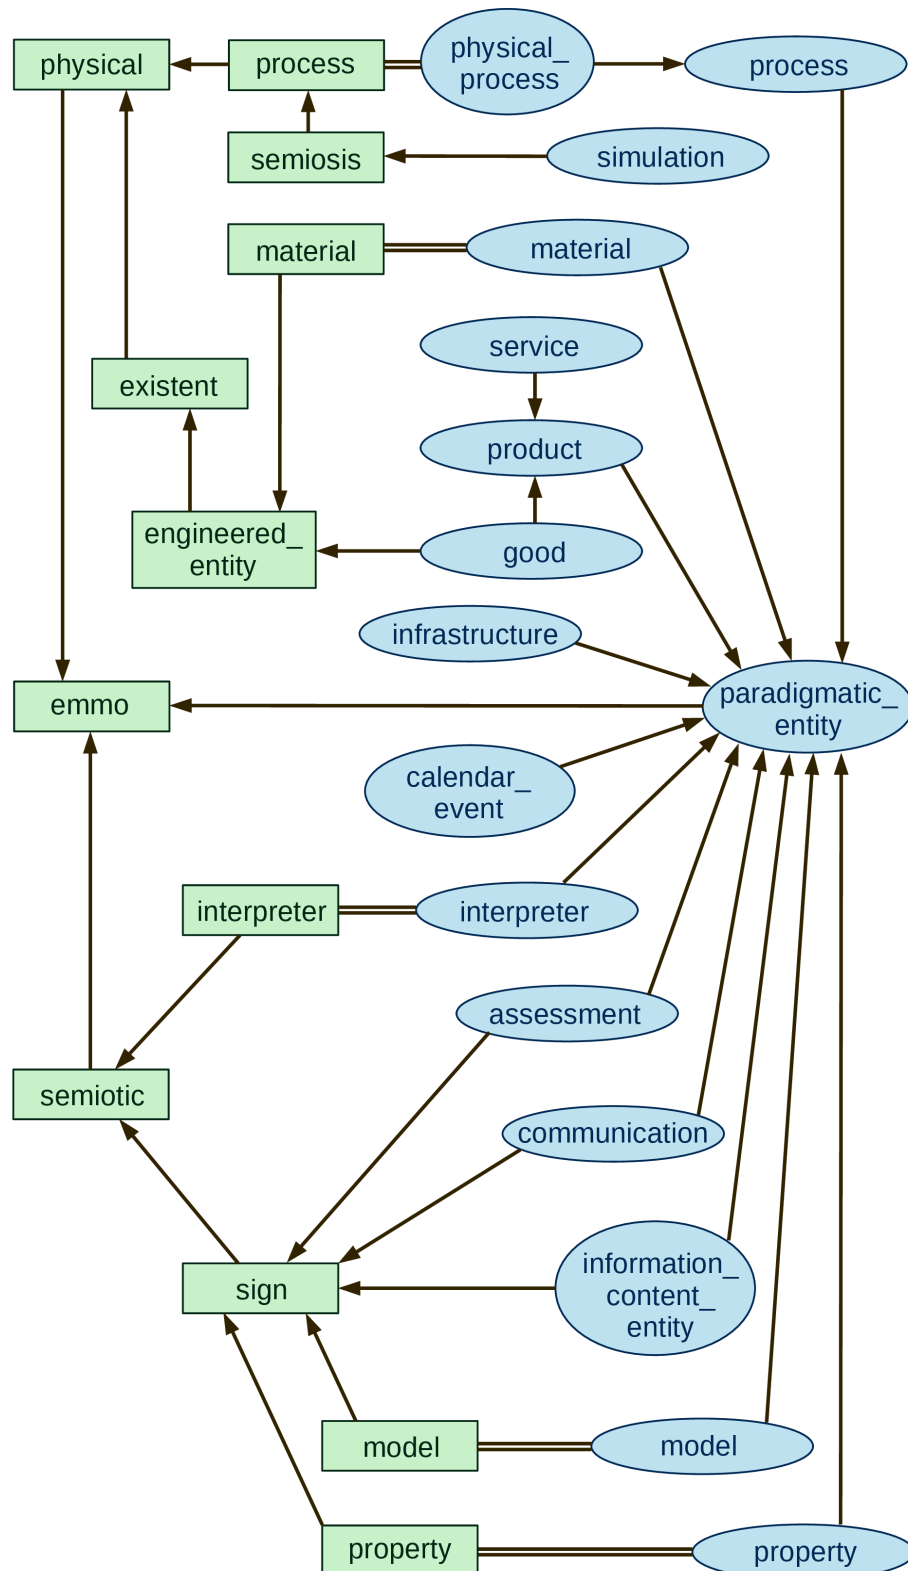 physical
process
physical_
process
process
semiosis
simulation
material
material
service
existent
product
engineered_
entity
good
infrastructure
emmo
paradigmatic_
entity
calendar_
event
interpreter
interpreter
assessment
semiotic
communication
sign
information_
content_
entity
model
model
property
property